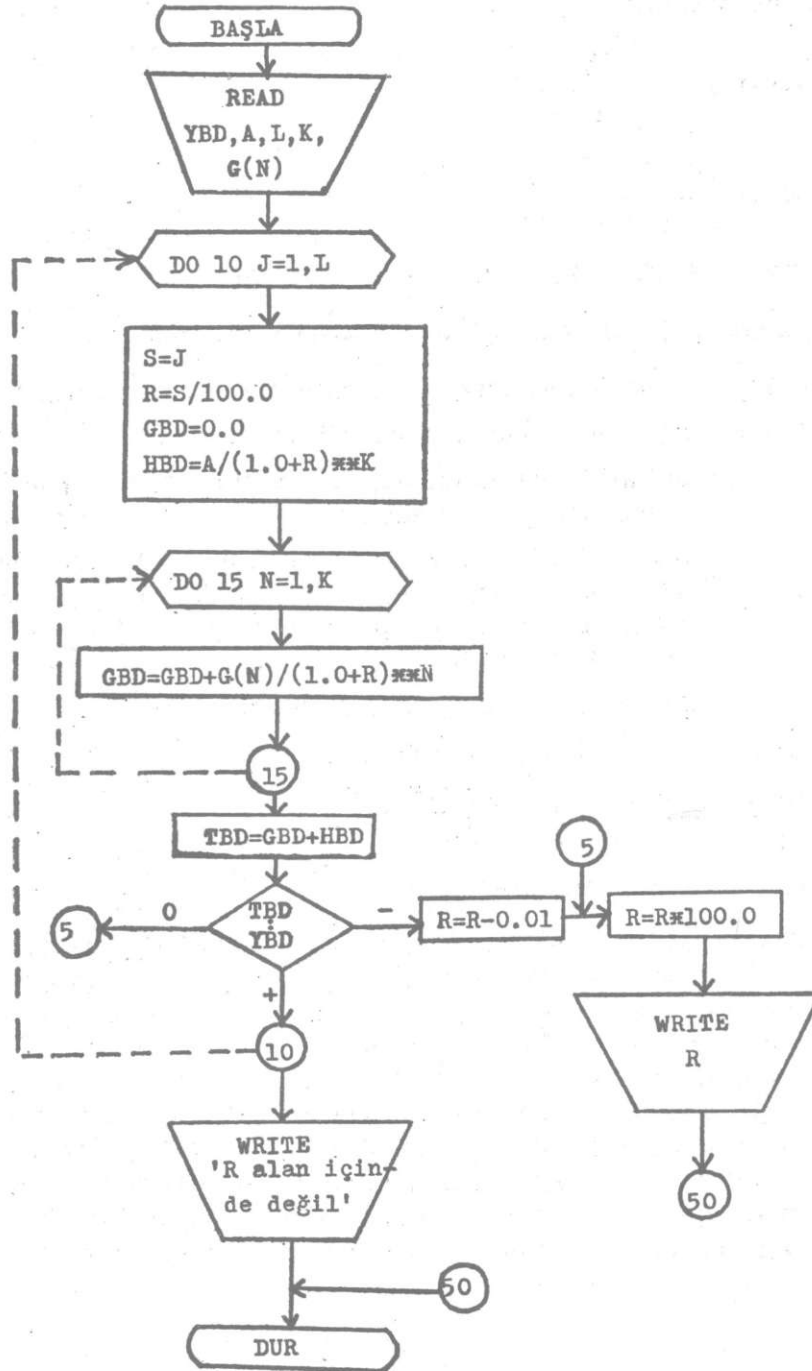 BAŞLA
READ
YBD,A,L,K,
G(N)
DO 10 J=1,L
S=J
R=S/100.0
GBD=0.0
HBD=A/(1.0+R)**K
DO 15 N=1,K
GBD=GBD+G(N)/(1.0+R)**N
15
TBD=GBD+HBD
5
0
TBD
:
YBD
-
R=R-0.01
5
R=R*100.0
+
10
WRITE
R
50
WRITE
'R alan için-
de değil'
50
DUR